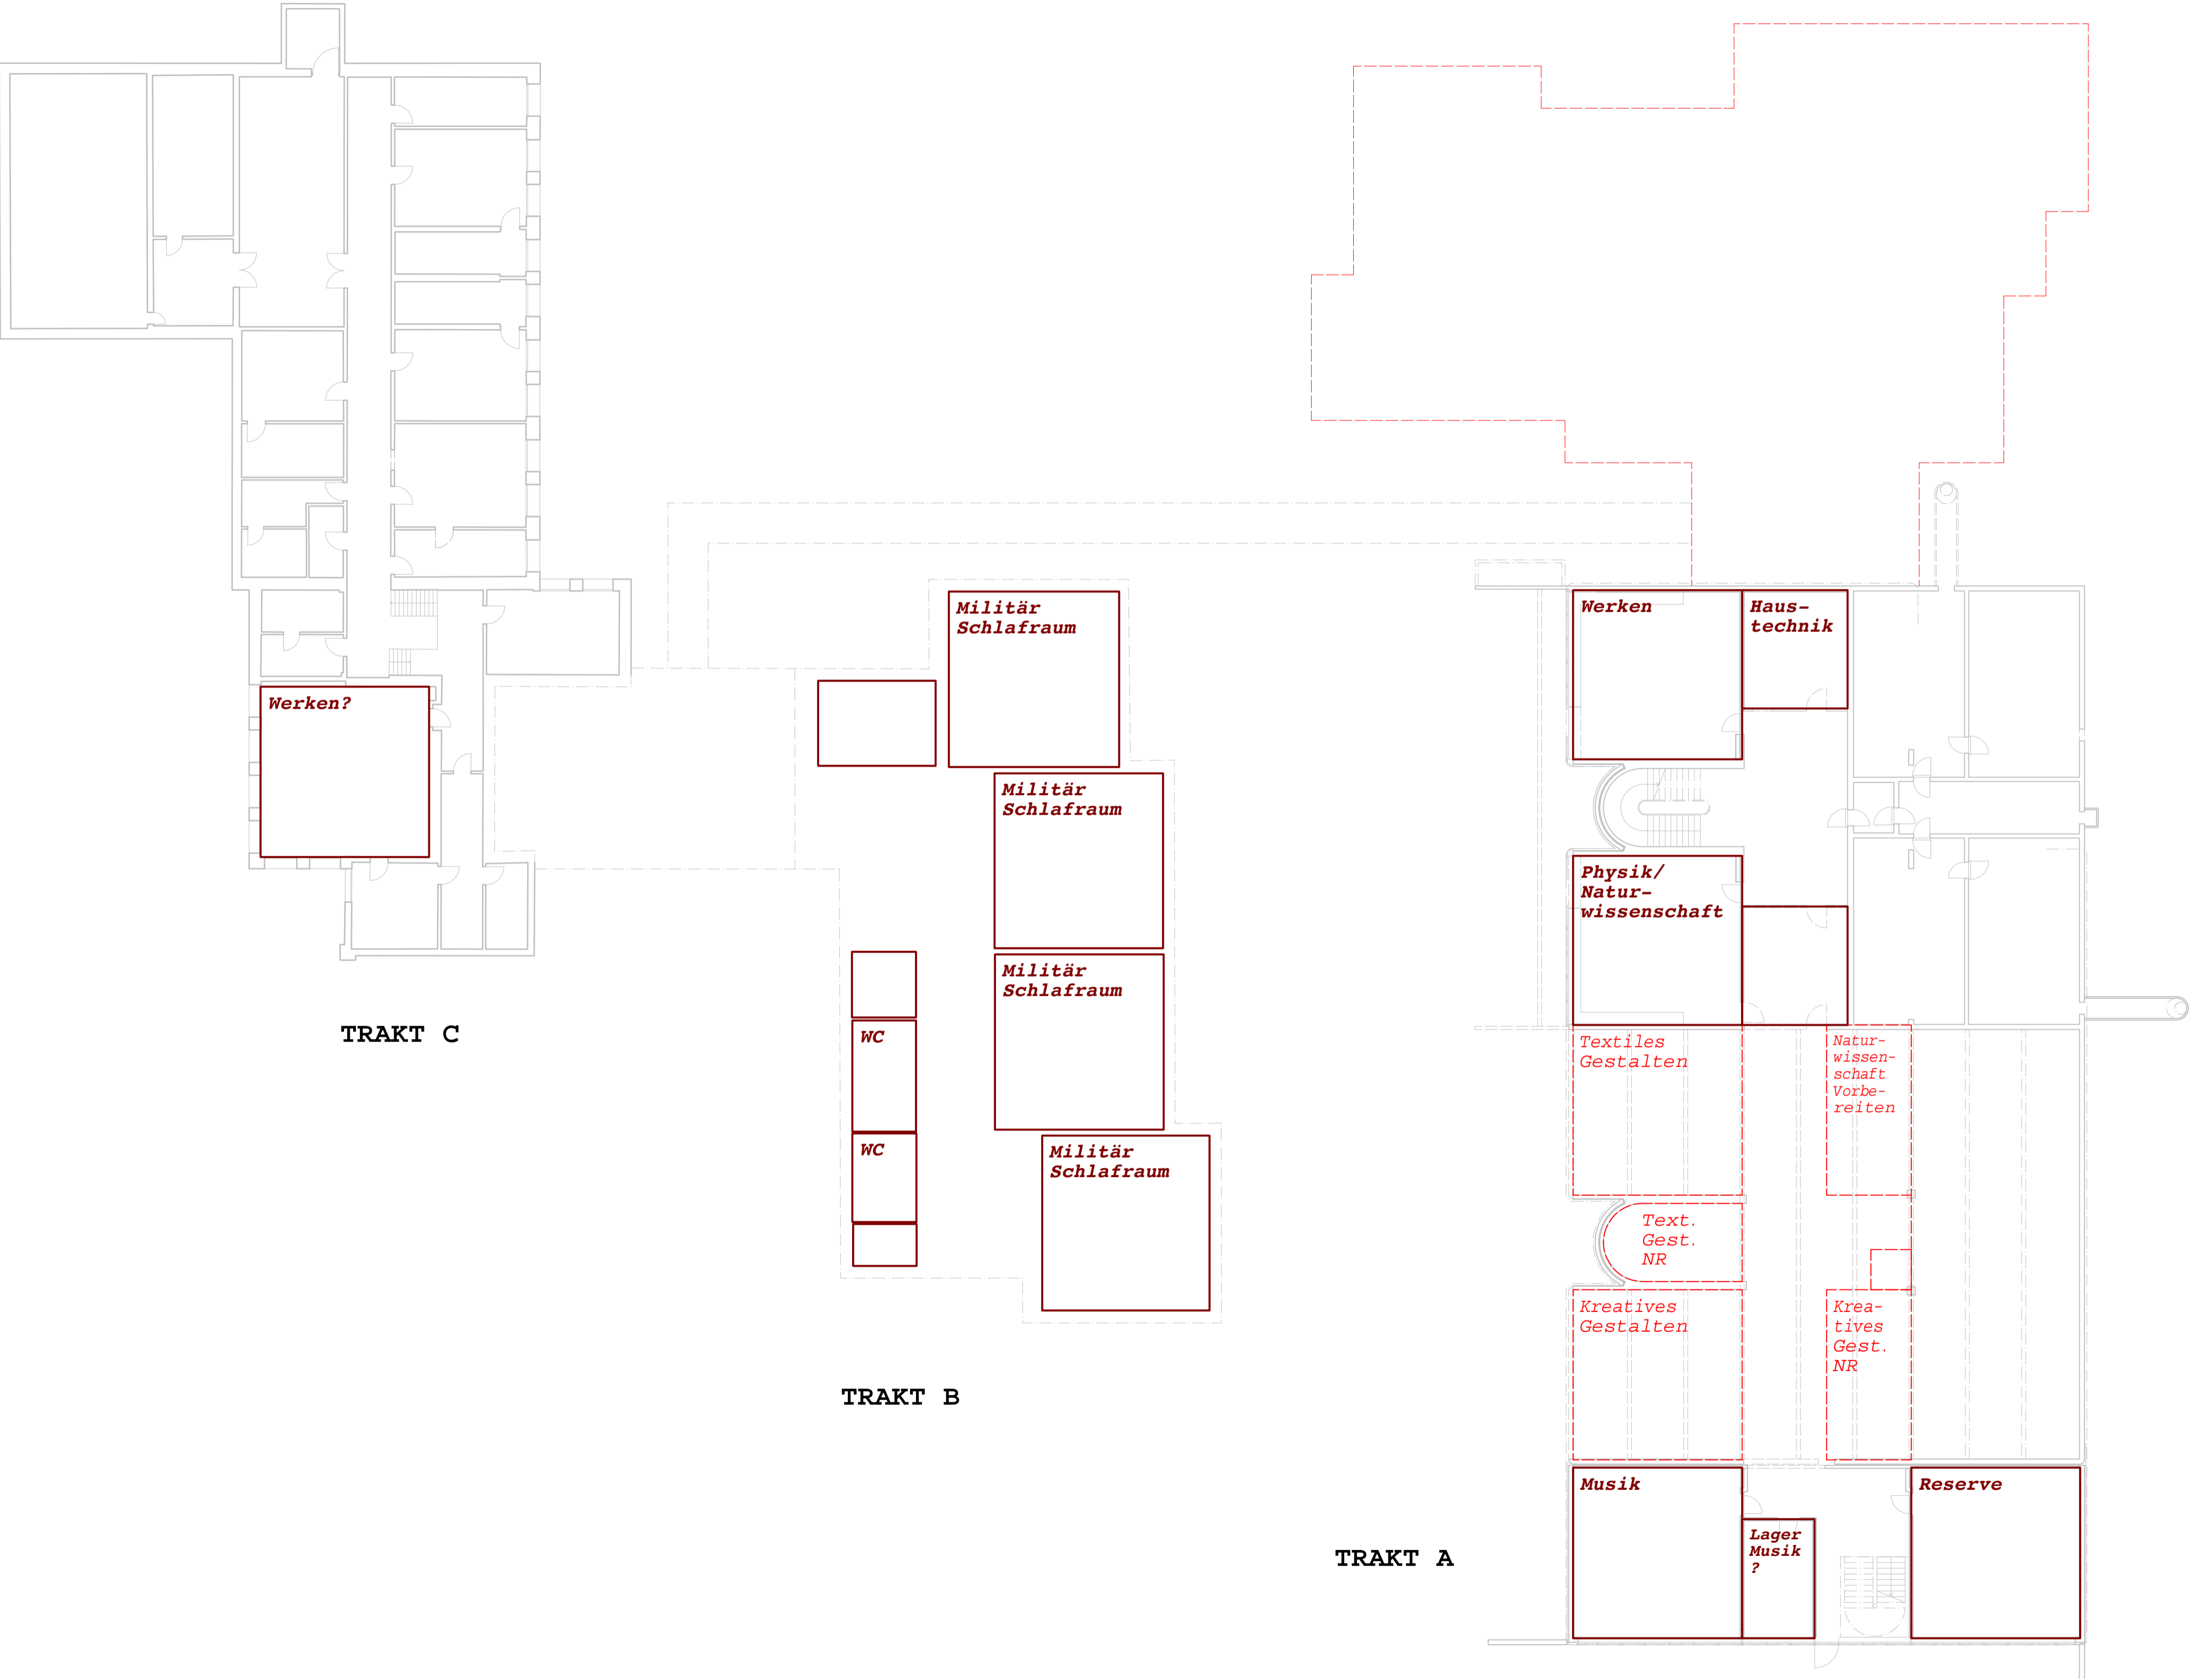 Militär
Schlafraum
Werken
Haus-
technik
Werken?
Militär
Schlafraum
Physik/
Natur-
wissenschaft
Militär
Schlafraum
TRAKT C
WC
Textiles
Gestalten
Natur-
wissen-
schaft
Vorbe-
reiten
WC
Militär
Schlafraum
Text.
Gest.
NR
Kreatives
Gestalten
Krea-
tives
Gest.
NR
TRAKT B
Musik
Reserve
Lager
Musik
?
TRAKT A